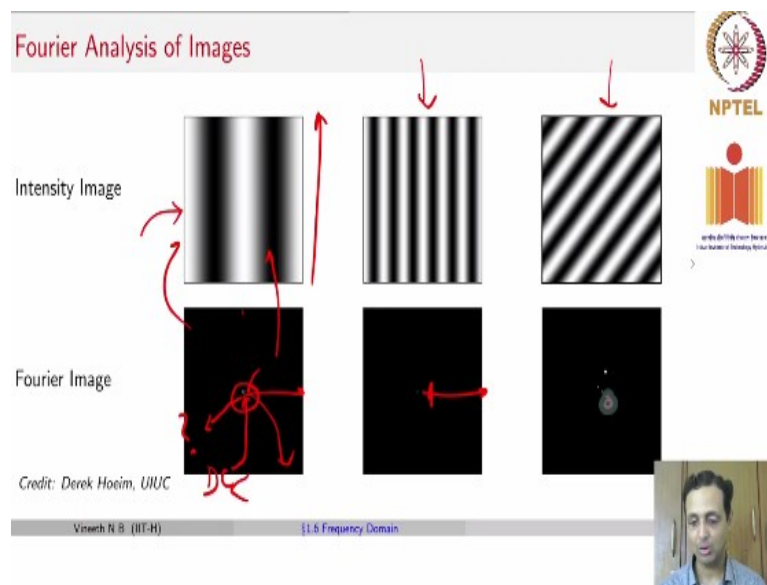 Fourier Analysis of Images
NPTEL
Intensity Image
Fourier Image
?
DC
Credit: Derek Hoeim, UIUC
Vineeth N B (IIT-H) §1.6 Frequency Domain